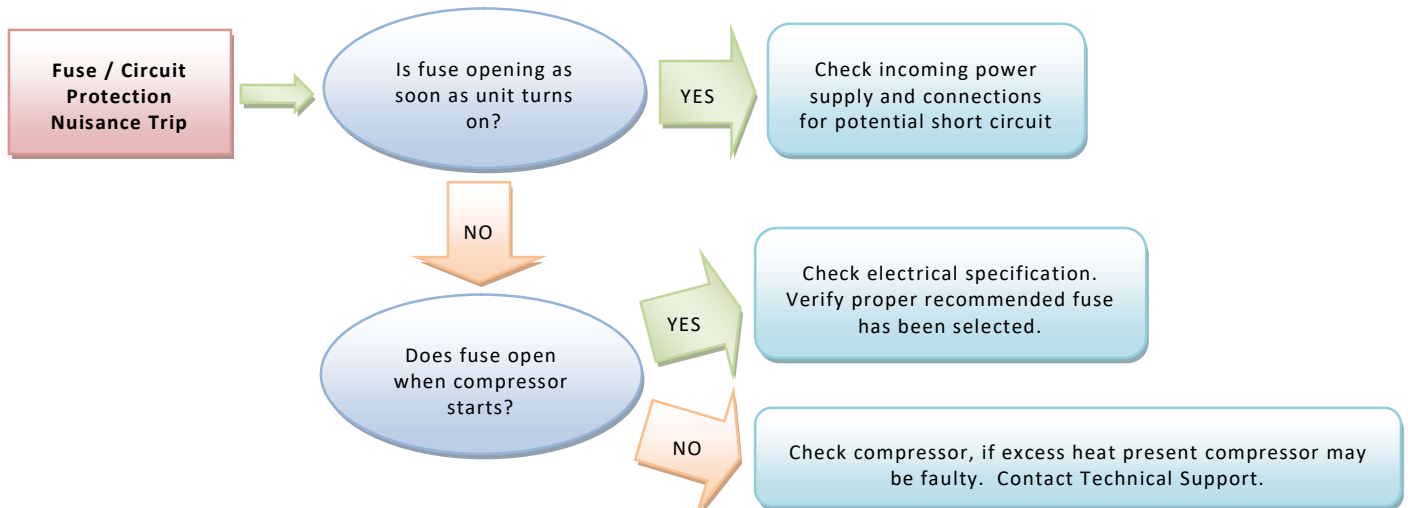 Fuse / Circuit
Protection
Nuisance Trip
Is fuse opening as
soon as unit turns
on?
YES
Check incoming power
supply and connections
for potential short circuit
NO
Does fuse open
when compressor
starts?
YES
Check electrical specification.
Verify proper recommended fuse
has been selected.
NO
Check compressor, if excess heat present compressor may
be faulty.  Contact Technical Support.